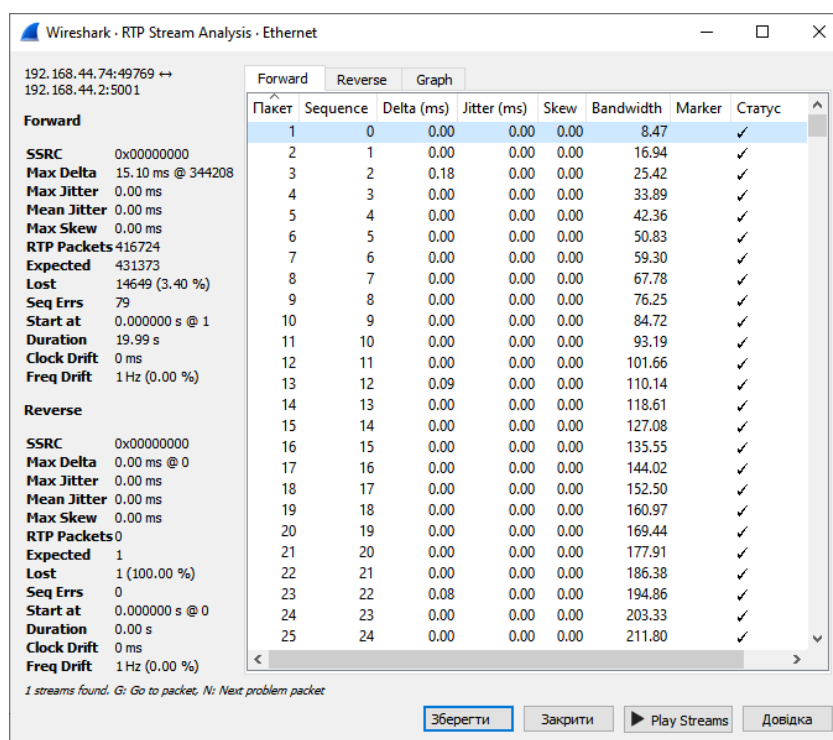 Wireshark · RTP Stream Analysis · Ethernet
192.168.44.74:49769 ↔
192.168.44.2:5001
Forward
SSRC 0x00000000
Max Delta 15.10 ms @ 344208
Max Jitter 0.00 ms
Mean Jitter 0.00 ms
Max Skew 0.00 ms
RTP Packets 416724
Expected 431373
Lost 14649 (3.40 %)
Seq Errs 79
Start at 0.000000 s @ 1
Duration 19.99 s
Clock Drift 0 ms
Freq Drift 1 Hz (0.00 %)
Reverse
SSRC 0x00000000
Max Delta 0.00 ms @ 0
Max Jitter 0.00 ms
Mean Jitter 0.00 ms
Max Skew 0.00 ms
RTP Packets 0
Expected 1
Lost 1 (100.00 %)
Seq Errs 0
Start at 0.000000 s @ 0
Duration 0.00 s
Clock Drift 0 ms
Freq Drift 1 Hz (0.00 %)
Forward Reverse Graph
Пакет Sequence Delta (ms) Jitter (ms) Skew Bandwidth Marker Статус
1 0 0.00 0.00 0.00 8.47 ✓
2 1 0.00 0.00 0.00 16.94 ✓
3 2 0.18 0.00 0.00 25.42 ✓
4 3 0.00 0.00 0.00 33.89 ✓
5 4 0.00 0.00 0.00 42.36 ✓
6 5 0.00 0.00 0.00 50.83 ✓
7 6 0.00 0.00 0.00 59.30 ✓
8 7 0.00 0.00 0.00 67.78 ✓
9 8 0.00 0.00 0.00 76.25 ✓
10 9 0.00 0.00 0.00 84.72 ✓
11 10 0.00 0.00 0.00 93.19 ✓
12 11 0.00 0.00 0.00 101.66 ✓
13 12 0.09 0.00 0.00 110.14 ✓
14 13 0.00 0.00 0.00 118.61 ✓
15 14 0.00 0.00 0.00 127.08 ✓
16 15 0.00 0.00 0.00 135.55 ✓
17 16 0.00 0.00 0.00 144.02 ✓
18 17 0.00 0.00 0.00 152.50 ✓
19 18 0.00 0.00 0.00 160.97 ✓
20 19 0.00 0.00 0.00 169.44 ✓
21 20 0.00 0.00 0.00 177.91 ✓
22 21 0.00 0.00 0.00 186.38 ✓
23 22 0.08 0.00 0.00 194.86 ✓
24 23 0.00 0.00 0.00 203.33 ✓
25 24 0.00 0.00 0.00 211.80 ✓
1 streams found. G: Go to packet, N: Next problem packet
Зберегти Закрити Play Streams Довідка